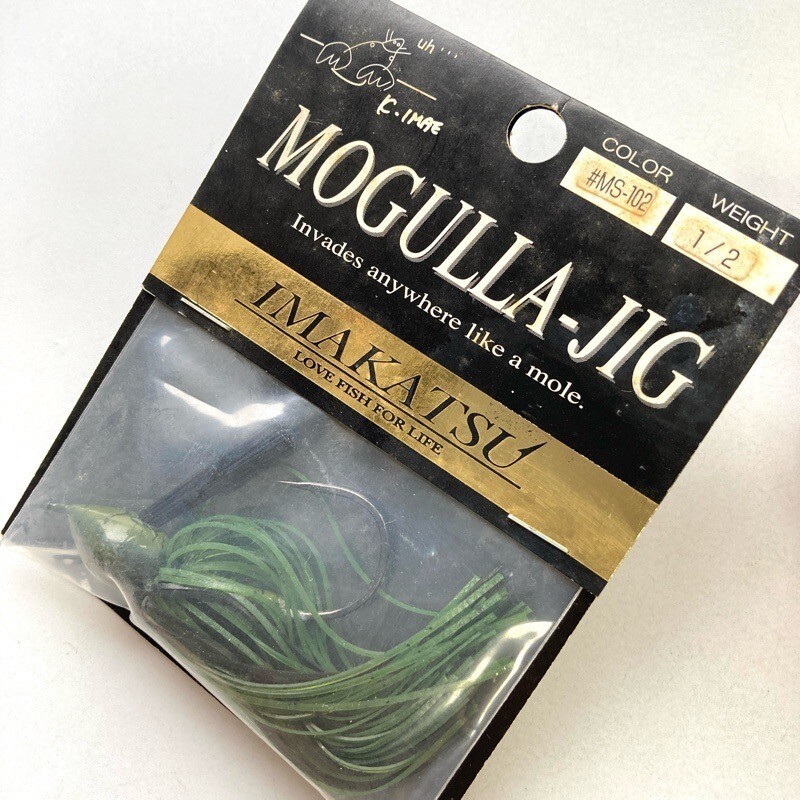 uh...
K.IMAE
MOGULLA-JIG
Invades anywhere like a mole.
COLOR
#MS-102
WEIGHT
1/2
IMAKATSU
LOVE FISH FOR LIFE